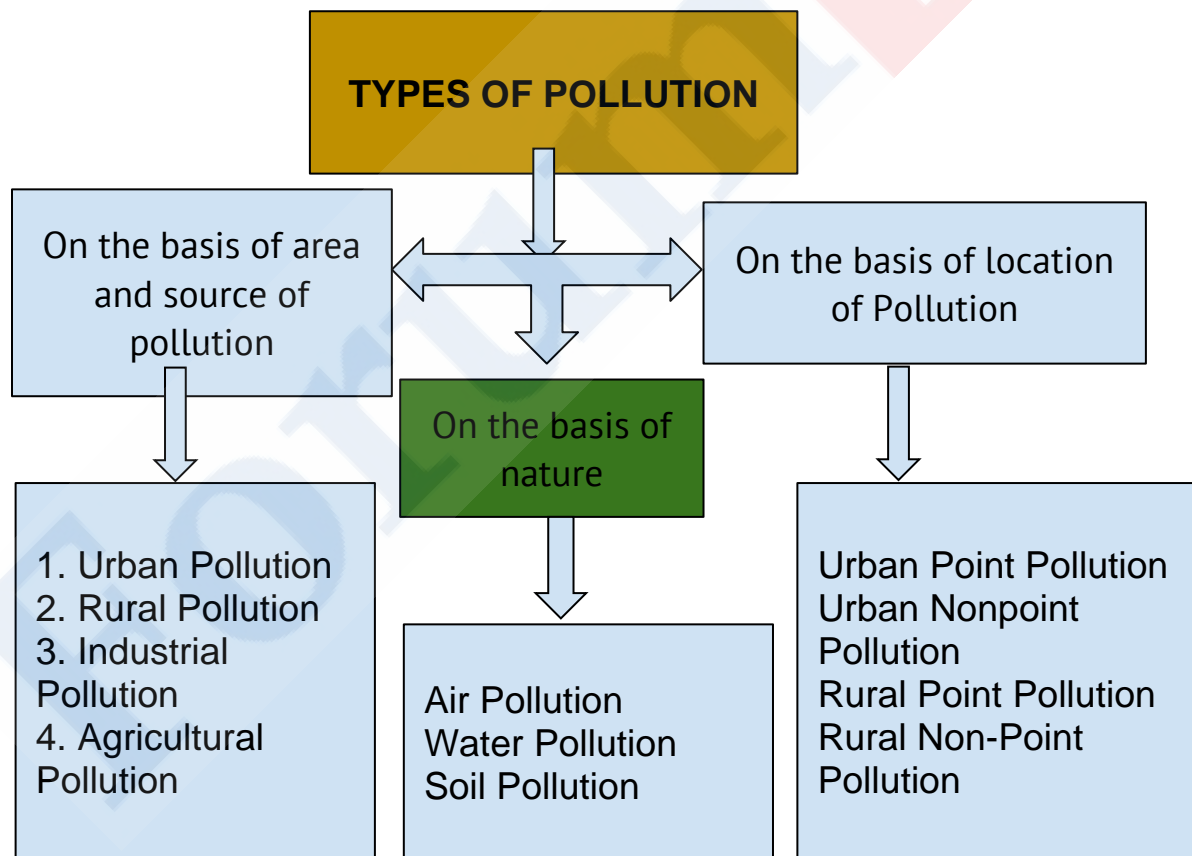 TYPES OF POLLUTION
On the basis of area
and source of
pollution
On the basis of location
of Pollution
On the basis of
nature
1. Urban Pollution
2. Rural Pollution
3. Industrial
Pollution
4. Agricultural
Pollution
Air Pollution
Water Pollution
Soil Pollution
Urban Point Pollution
Urban Nonpoint
Pollution
Rural Point Pollution
Rural Non-Point
Pollution
Forum